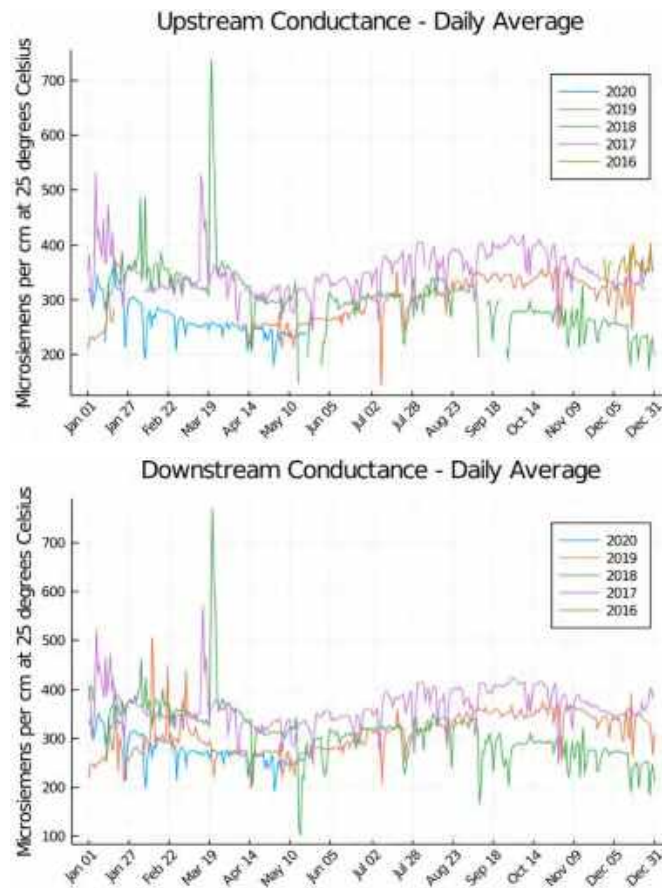 Upstream Conductance - Daily Average
Microsiemens per cm at 25 degrees Celsius
700
600
500
400
300
200
2020
2019
2018
2017
2016
Jan 01
Jan 27
Feb 22
Mar 19
Apr 14
May 10
Jun 05
Jul 02
Jul 28
Aug 23
Sep 18
Oct 14
Nov 09
Dec 05
Dec 31
Downstream Conductance - Daily Average
Microsiemens per cm at 25 degrees Celsius
700
600
500
400
300
200
100
2020
2019
2018
2017
2016
Jan 01
Jan 27
Feb 22
Mar 19
Apr 14
May 10
Jun 05
Jul 02
Jul 28
Aug 23
Sep 18
Oct 14
Nov 09
Dec 05
Dec 31